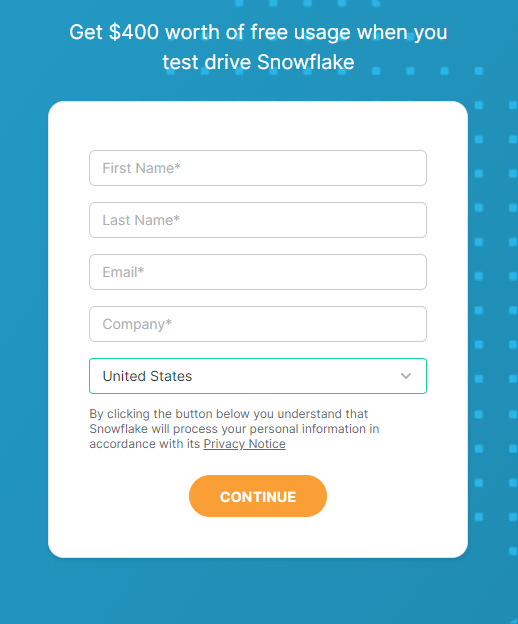 Get $400 worth of free usage when you
test drive Snowflake
First Name*
Last Name*
Email*
Company*
United States
By clicking the button below you understand that
Snowflake will process your personal information in
accordance with its Privacy Notice
CONTINUE